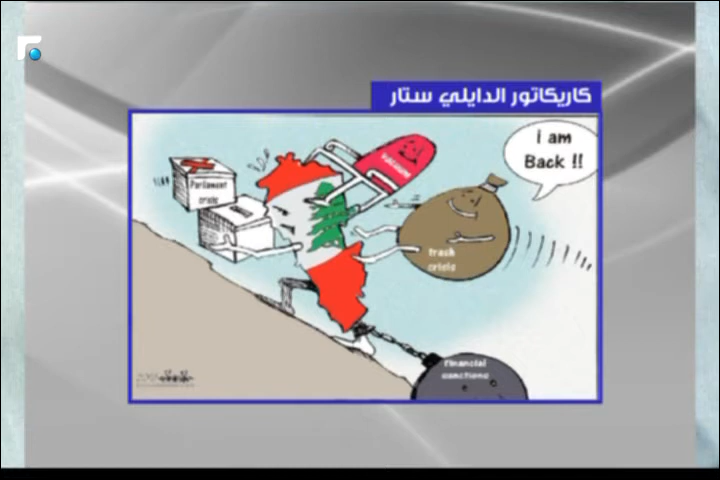 كاريكاتور الدايلي ستار
i am
Back !!
Parliament
crisis
trash
crisis
financial
sanctions